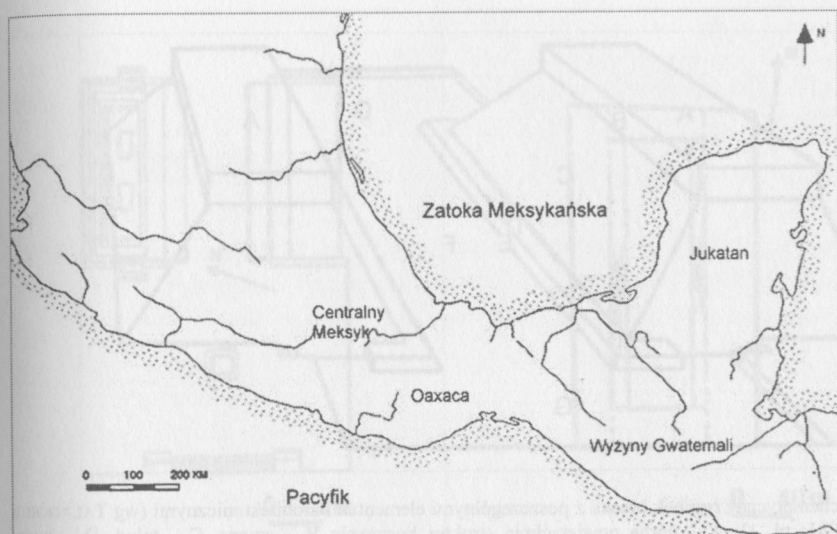 N
Zatoka Meksykańska
Jukatan
Centralny
Meksyk
Oaxaca
Wyżyny Gwatemali
0 100 200 KM
Pacyfik